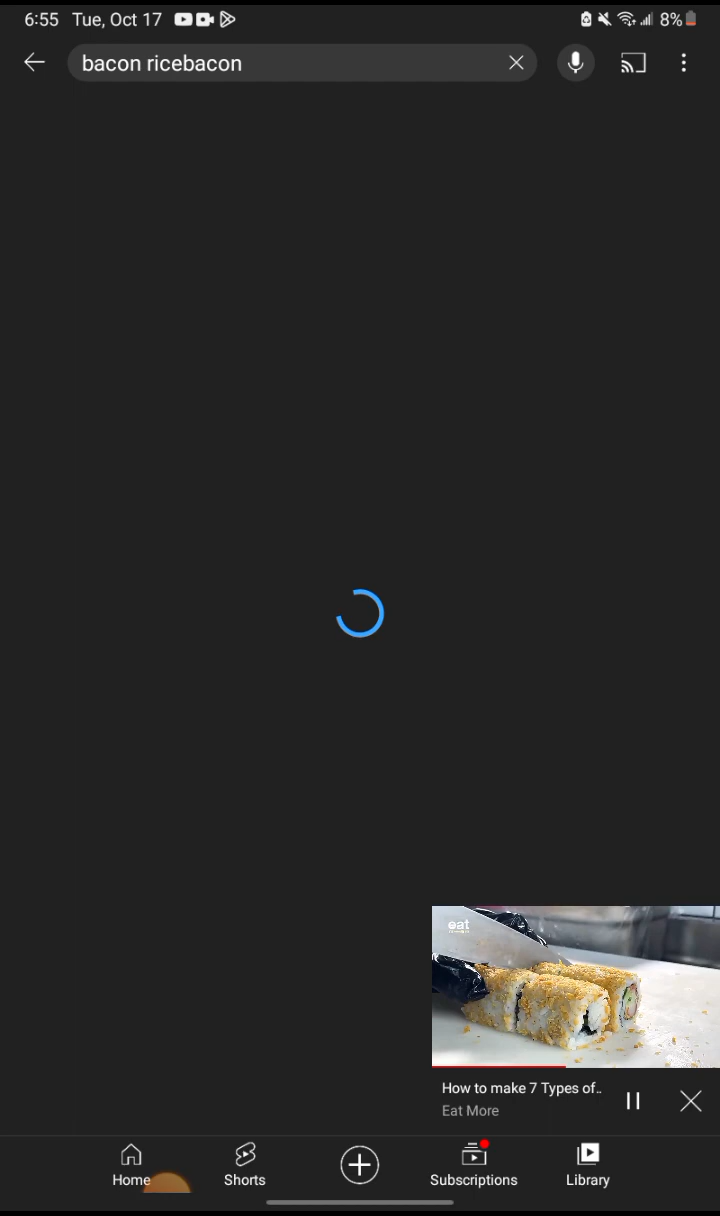 6:55 Tue, Oct 17 8%
bacon ricebacon
eat
How to make 7 Types of..
Eat More
Home
Shorts
Subscriptions
Library